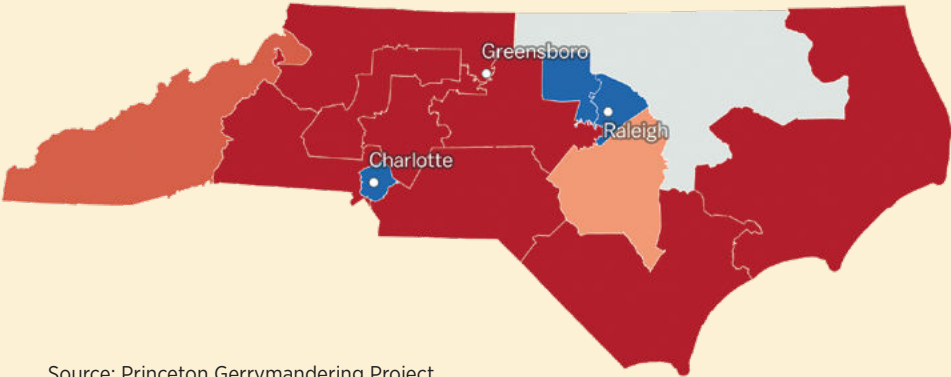 Greensboro
Raleigh
Charlotte
Source: Princeton Gerrymandering Project